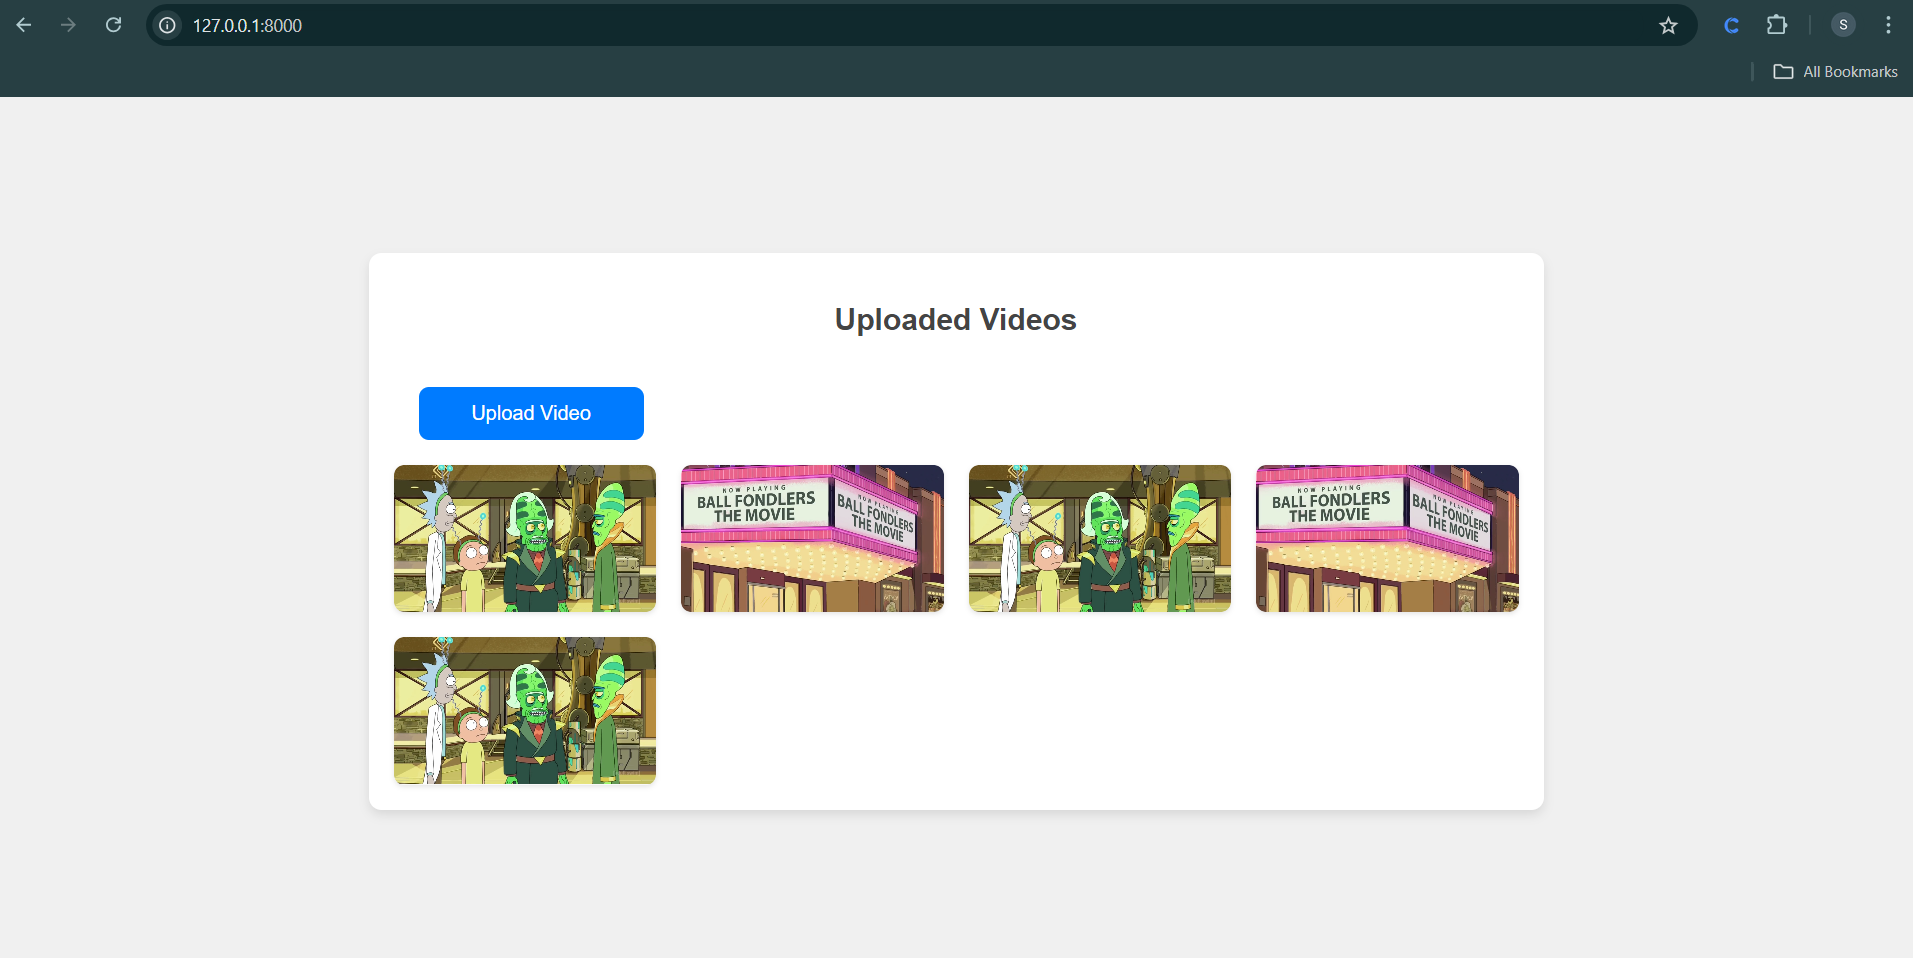 127.0.0.1:8000
S
All Bookmarks
Uploaded Videos
Upload Video
NOW PLAYING
BALL FONDLERS
THE MOVIE
NOW PLAYING
BALL FONDLERS
THE MOVIE
NOW PLAYING
BALL FONDLERS
THE MOVIE
NOW PLAYING
BALL FONDLERS
THE MOVIE